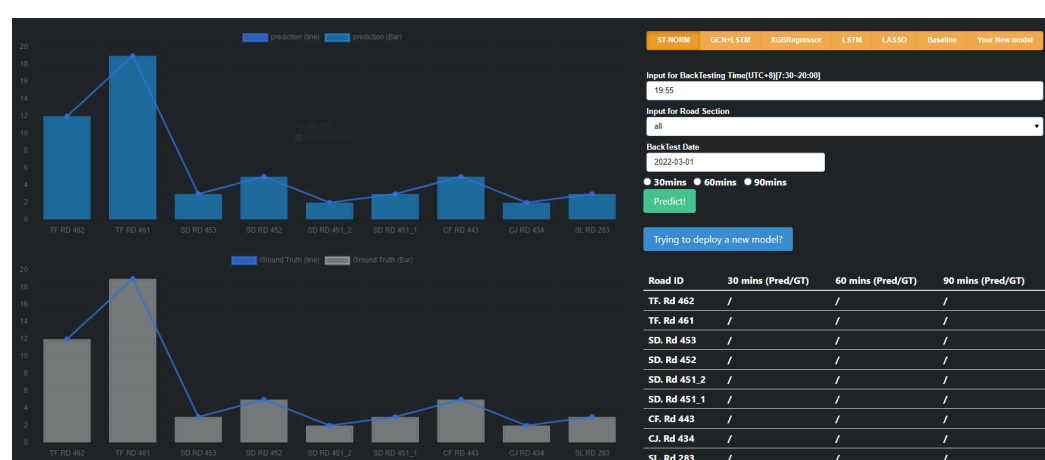 prediction (line) prediction (Bar)
20
18
16
14
12
10
8
6
4
2
0
TF RD 462 TF RD 461 SD RD 453 SD RD 452 SD RD 451_2 SD RD 451_1 CF RD 443 CJ RD 434 SL RD 283
Ground Truth (line) Ground Truth (Bar)
20
18
16
14
12
10
8
6
4
2
0
TF RD 462 TF RD 461 SD RD 453 SD RD 452 SD RD 451_2 SD RD 451_1 CF RD 443 CJ RD 434 SL RD 283
ST-NORM GCN+LSTM XGBRegressor LSTM LASSO Baseline Your New model
Input for BackTesting Time(UTC+8)[7:30~20:00]
19:55
Input for Road Section
all
BackTest Date
2022-03-01
30mins 60mins 90mins
Predict!
Trying to deploy a new model?
Road ID 30 mins (Pred/GT) 60 mins (Pred/GT) 90 mins (Pred/GT)
TF. Rd 462 / / /
TF. Rd 461 / / /
SD. Rd 453 / / /
SD. Rd 452 / / /
SD. Rd 451_2 / / /
SD. Rd 451_1 / / /
CF. Rd 443 / / /
CJ. Rd 434 / / /
SL. Rd 283 / / /